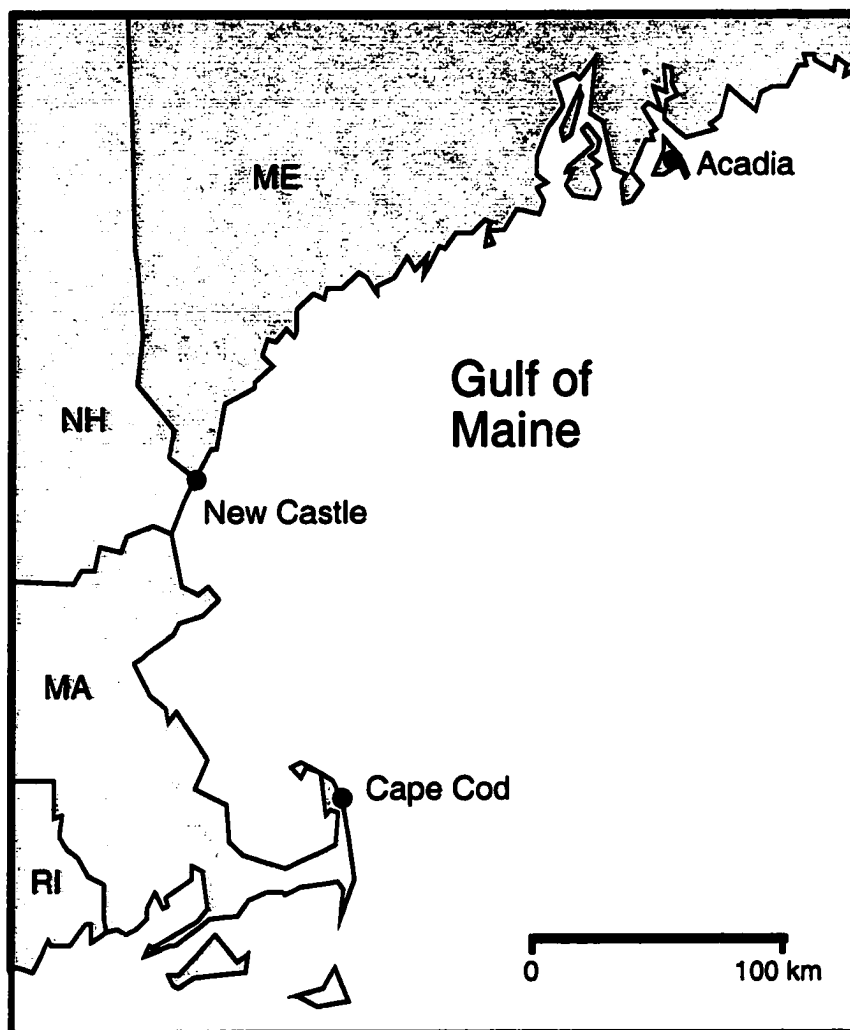 ME
Acadia
Gulf of
Maine
NH
New Castle
MA
Cape Cod
RI
0 100 km